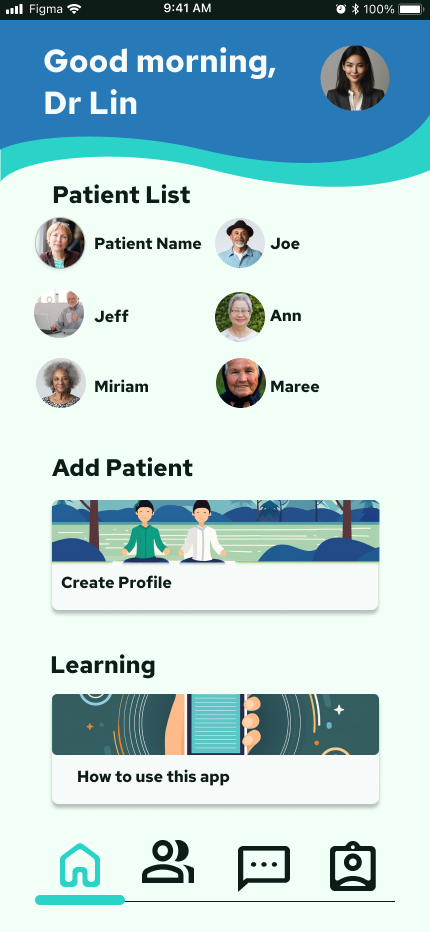 Figma 9:41 AM 100%
Good morning,
Dr Lin
Patient List
Patient Name Joe
Jeff Ann
Miriam Maree
Add Patient
Create Profile
Learning
How to use this app